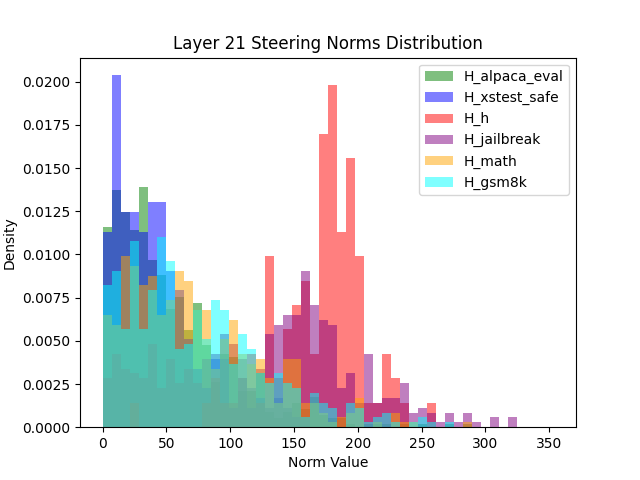 Layer 21 Steering Norms Distribution
H_alpaca_eval
H_xstest_safe
H_h
H_jailbreak
H_math
H_gsm8k
Density
0.0200
0.0175
0.0150
0.0125
0.0100
0.0075
0.0050
0.0025
0.0000
0 50 100 150 200 250 300 350
Norm Value